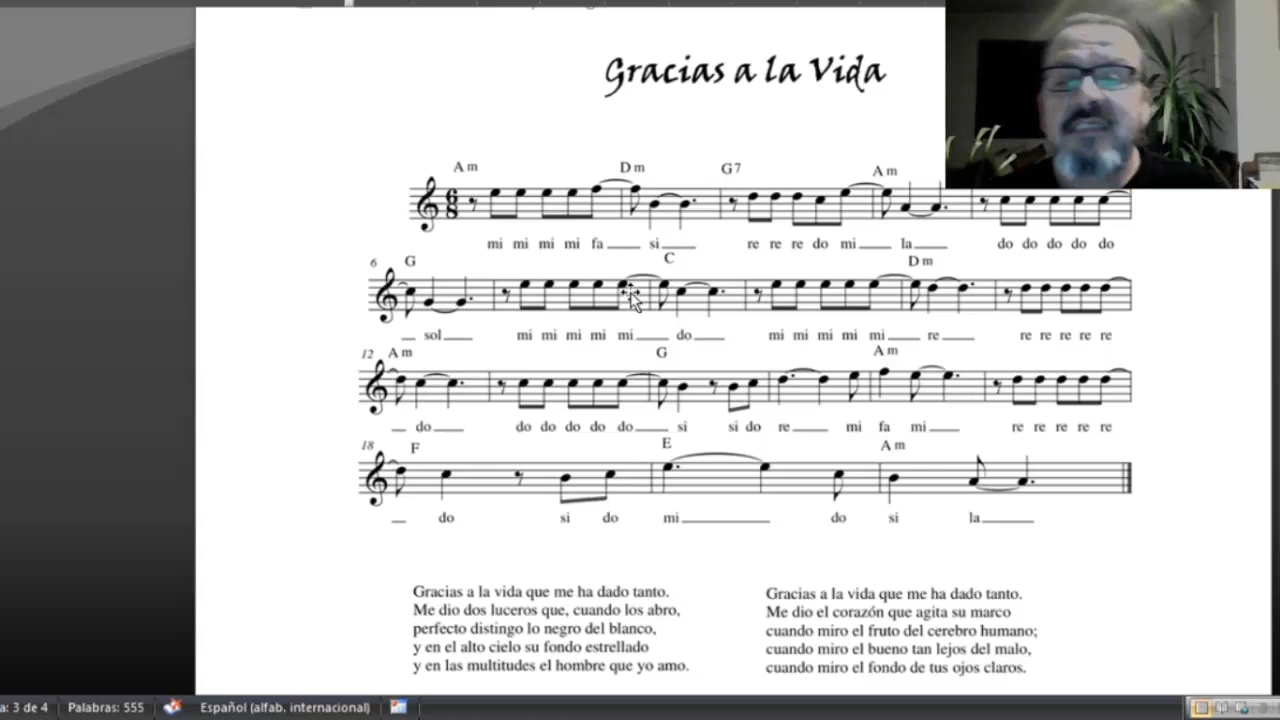 Gracias a la Vida
A m D m G7 A m
6
8
mi mi mi mi fa si re re re do mi la do do do do do
6 G C D m
sol mi mi mi mi mi do mi mi mi mi mi re re re re re re
12 A m G A m
do do do do do do si si do re mi fa mi re re re re re
18 F E A m
do si do mi do si la
Gracias a la vida que me ha dado tanto.
Me dio dos luceros que, cuando los abro,
perfecto distingo lo negro del blanco,
y en el alto cielo su fondo estrellado
y en las multitudes el hombre que yo amo.
Gracias a la vida que me ha dado tanto.
Me dio el corazón que agita su marco
cuando miro el fruto del cerebro humano;
cuando miro el bueno tan lejos del malo,
cuando miro el fondo de tus ojos claros.
a: 3 de 4 Palabras: 555 Español (alfab. internacional)